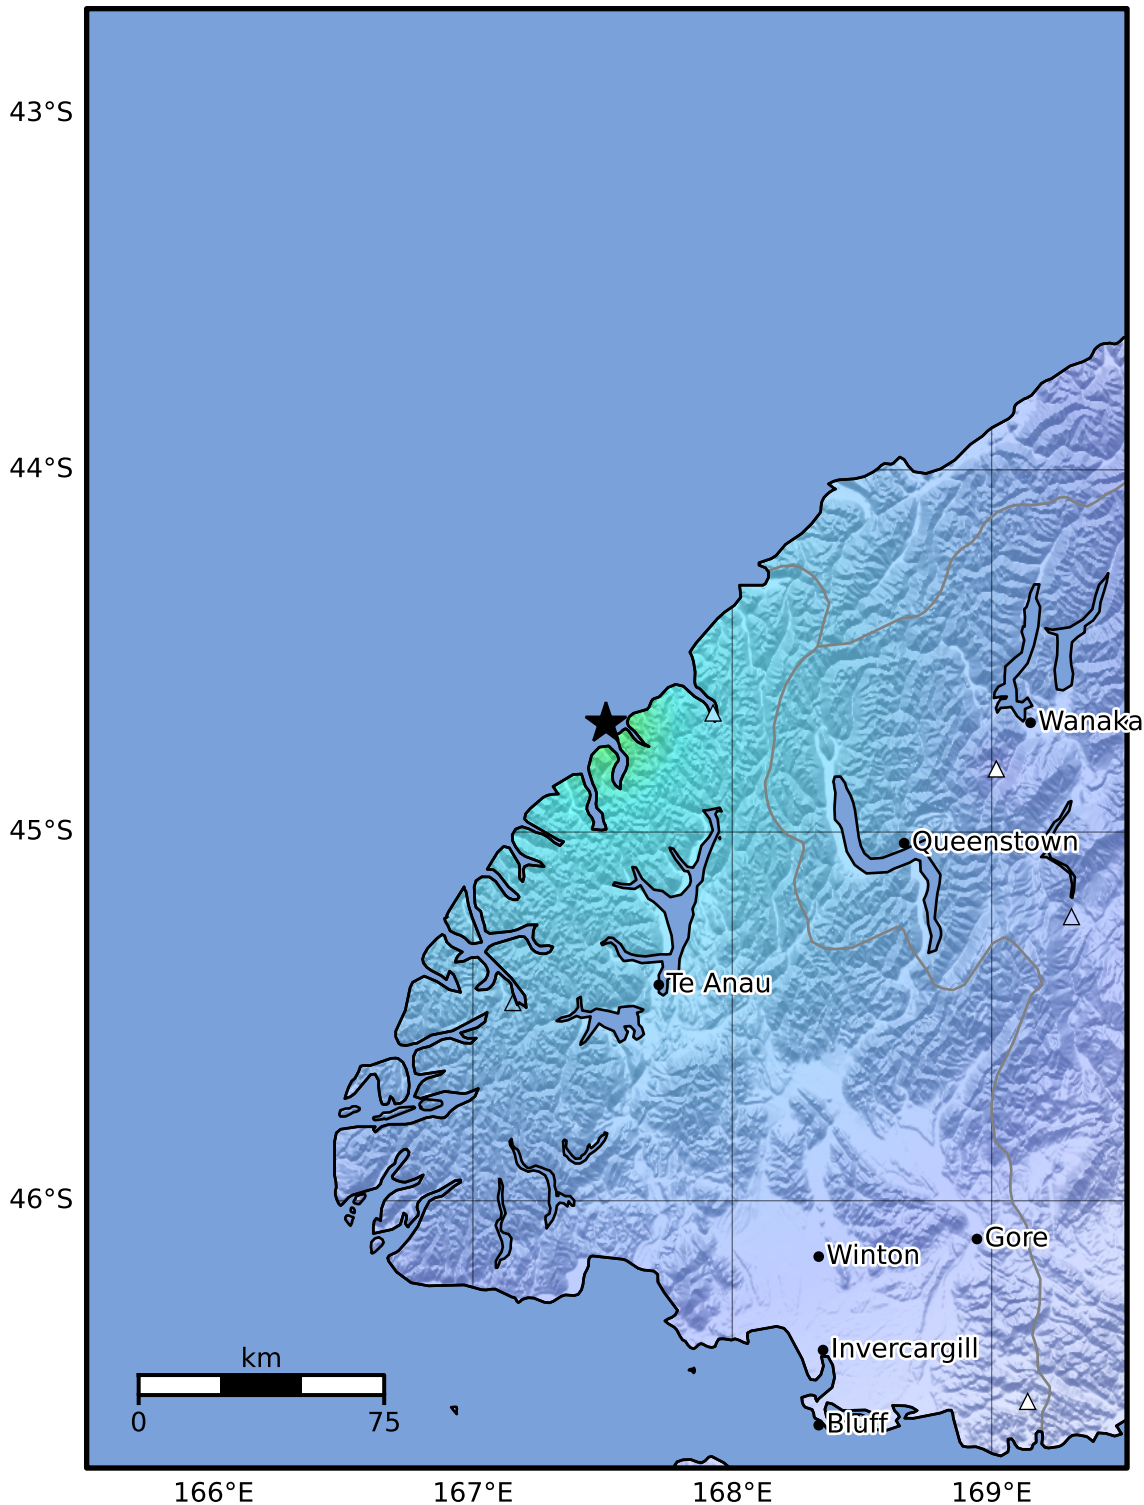 43°S
44°S
Wanaka
45°S
Queenstown
Te Anau
46°S
Gore
Winton
Invercargill
km
0 75
Bluff
166°E 167°E 168°E 169°E